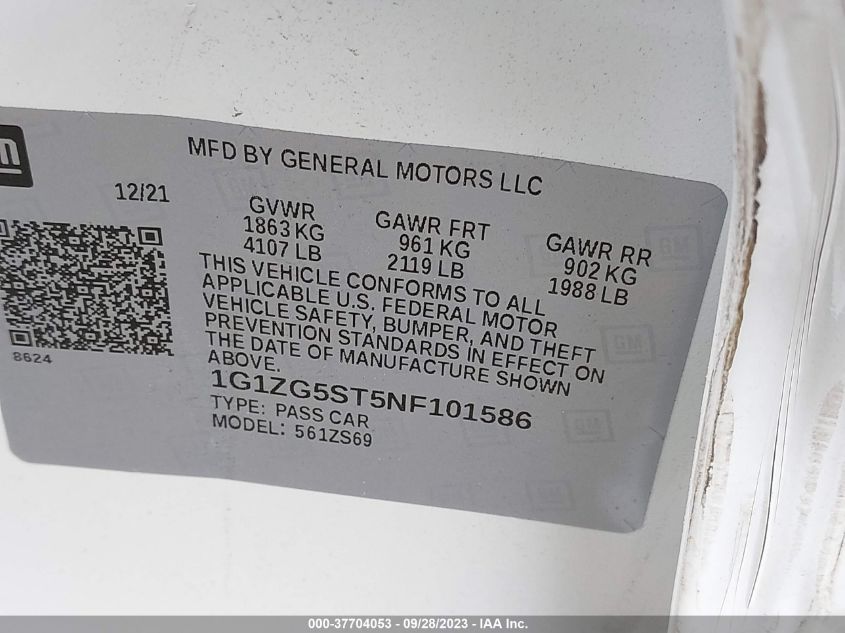 MFD BY GENERAL MOTORS LLC
12/21
GVWR
1863 KG
4107 LB
GAWR FRT
961 KG
2119 LB
GAWR RR
902 KG
1988 LB
THIS VEHICLE CONFORMS TO ALL
APPLICABLE U.S. FEDERAL MOTOR
VEHICLE SAFETY, BUMPER, AND THEFT
PREVENTION STANDARDS IN EFFECT ON
THE DATE OF MANUFACTURE SHOWN
ABOVE.
8624
1G1ZG5ST5NF101586
TYPE: PASS CAR
MODEL: 561ZS69
GM
GM
000-37704053 - 09/28/2023 - IAA Inc.